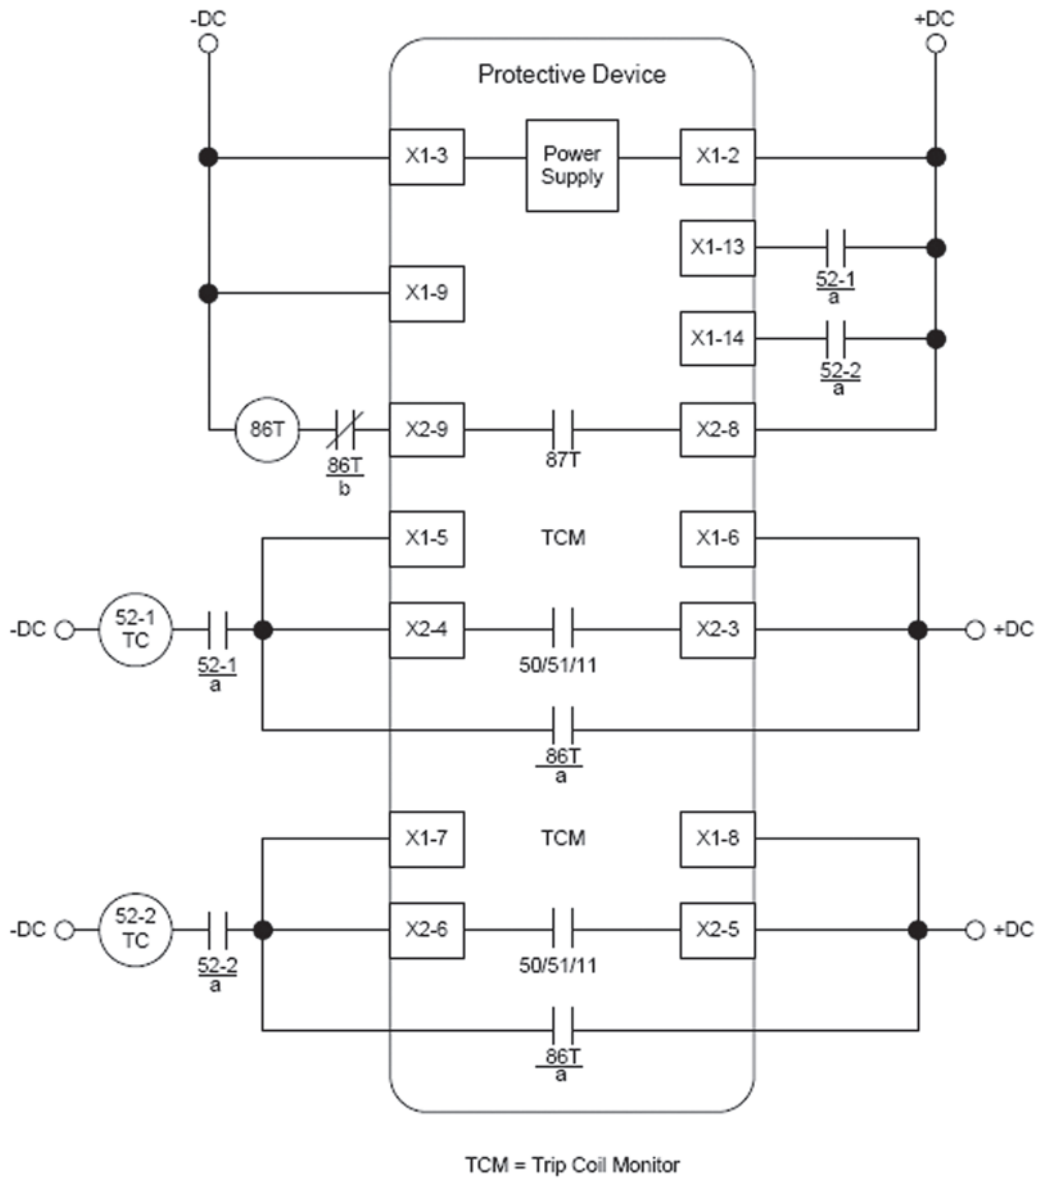 -DC
+DC
Protective Device
X1-3
Power
Supply
X1-2
X1-13
52-1
a
X1-9
X1-14
52-2
a
86T
X2-9
X2-8
86T
b
87T
X1-5
TCM
X1-6
-DC
52-1
TC
X2-4
X2-3
+DC
52-1
a
50/51/11
86T
a
X1-7
TCM
X1-8
-DC
52-2
TC
X2-6
X2-5
+DC
52-2
a
50/51/11
86T
a
TCM = Trip Coil Monitor